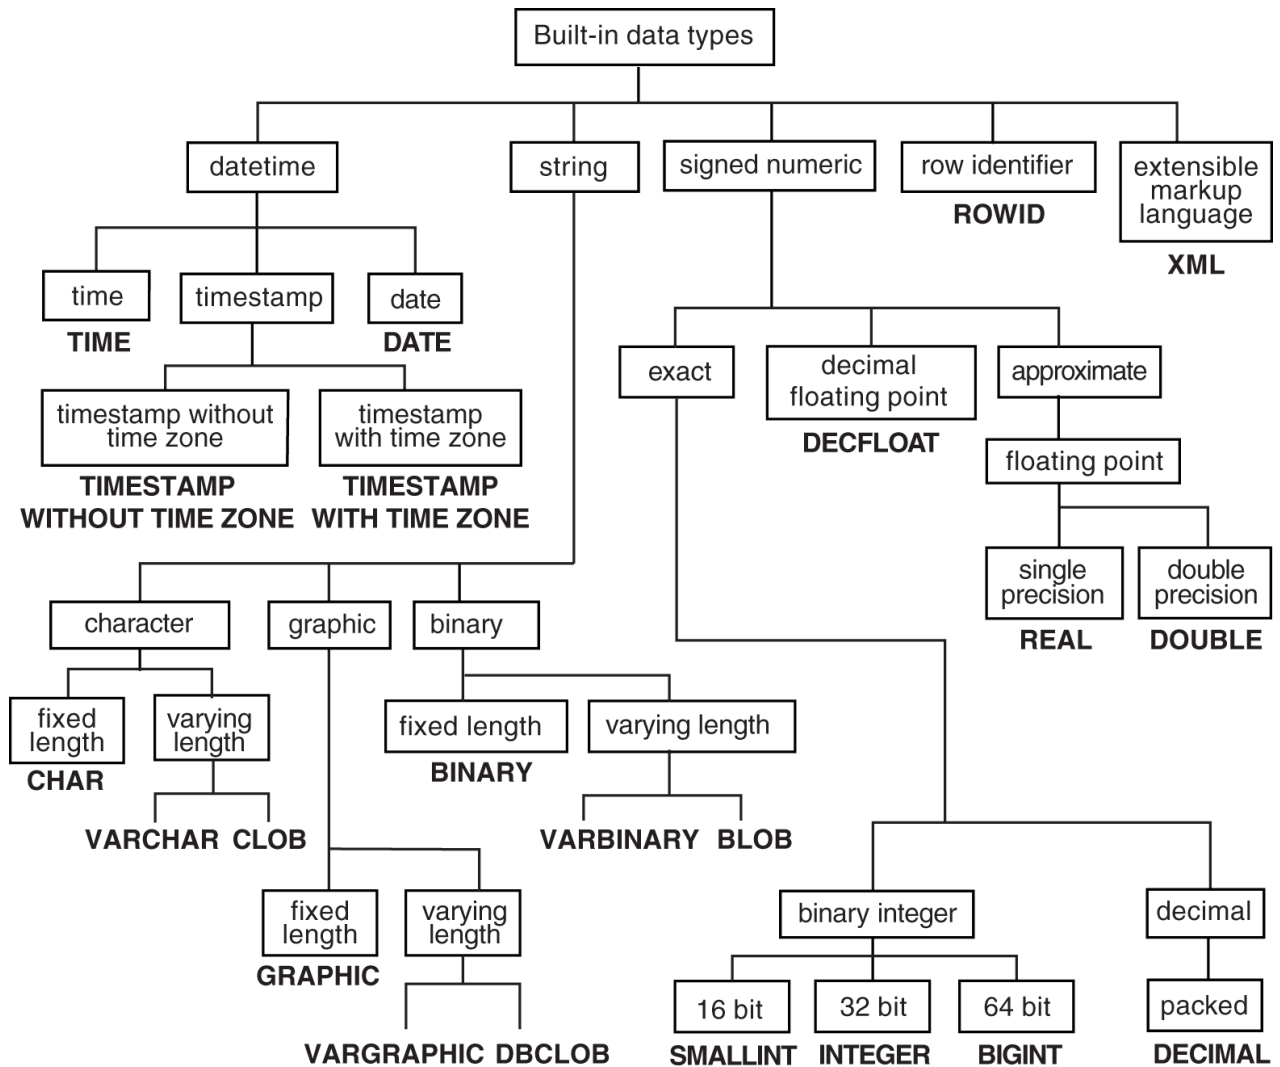 Built-in data types
datetime
string
signed numeric
row identifier
ROWID
extensible
markup
language
XML
time
TIME
timestamp
date
DATE
timestamp without
time zone
TIMESTAMP
WITHOUT TIME ZONE
timestamp
with time zone
TIMESTAMP
WITH TIME ZONE
exact
decimal
floating point
DECFLOAT
approximate
floating point
single
precision
REAL
double
precision
DOUBLE
character
graphic
binary
fixed
length
CHAR
varying
length
VARCHAR CLOB
fixed length
BINARY
varying length
VARBINARY BLOB
fixed
length
GRAPHIC
varying
length
VARGRAPHIC DBCLOB
binary integer
decimal
16 bit
SMALLINT
32 bit
INTEGER
64 bit
BIGINT
packed
DECIMAL